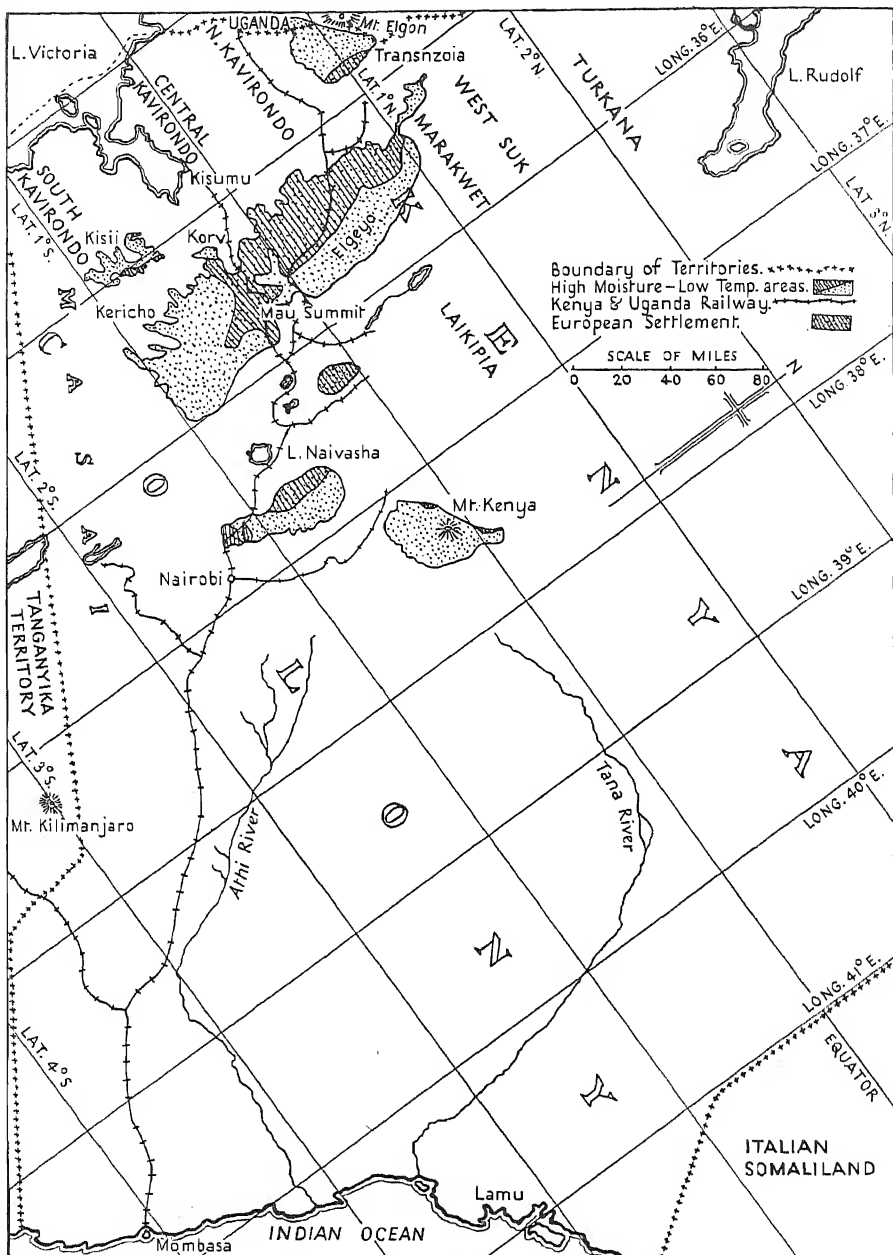 UGANDA
Mt. Elgon
L. Victoria
Transnzoia
N. KAVIRONDO
CENTRAL
KAVIRONDO
LAT. 1° N.
WEST SUK
LAT. 2° N.
TURKANA
LONG. 36° E.
L. Rudolf
MARAKWET
LONG. 37° E.
LAT. 3° N.
SOUTH
KAVIRONDO
Kisumu
LAT. 1° S.
Kisii
Korv.
Elgeyo
Kericho
Mau Summit
LAIKIPIA
Boundary of Territories.
High Moisture – Low Temp. areas.
Kenya & Uganda Railway.
European Settlement.
SCALE OF MILES
0 20 40 60 80
N
LONG. 38° E.
MASAI
L. Naivasha
LAT. 2° S.
Mt. Kenya
Nairobi
LONG. 39° E.
TANGANYIKA
TERRITORY
LAT. 3° S.
Mt. Kilimanjaro
Athi River
Tana River
LONG. 40° E.
COLONY
KENYA
LONG. 41° E.
EQUATOR
LAT. 4° S
ITALIAN
SOMALILAND
Lamu
INDIAN OCEAN
Mombasa